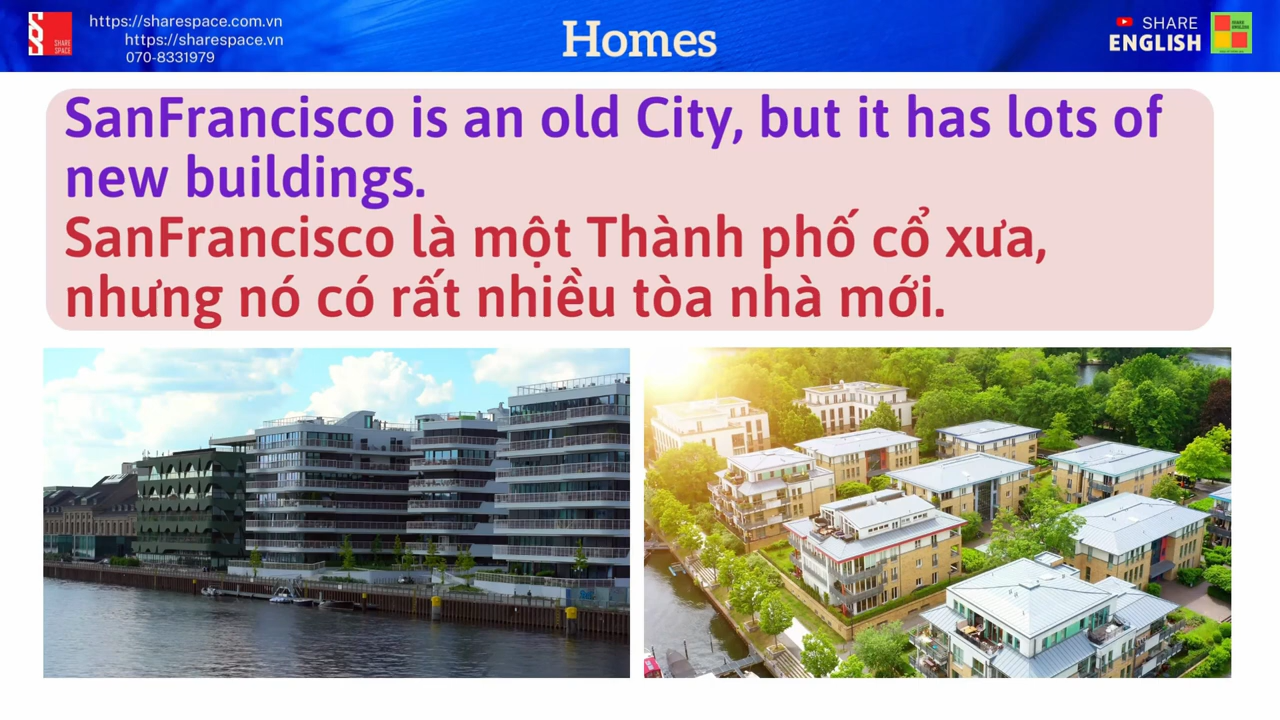 https://sharespace.com.vn
https://sharespace.vn
070-8331979
SHARE
SPACE
Homes
SHARE
ENGLISH
SanFrancisco is an old City, but it has lots of
new buildings.
SanFrancisco là một Thành phố cổ xưa,
nhưng nó có rất nhiều tòa nhà mới.